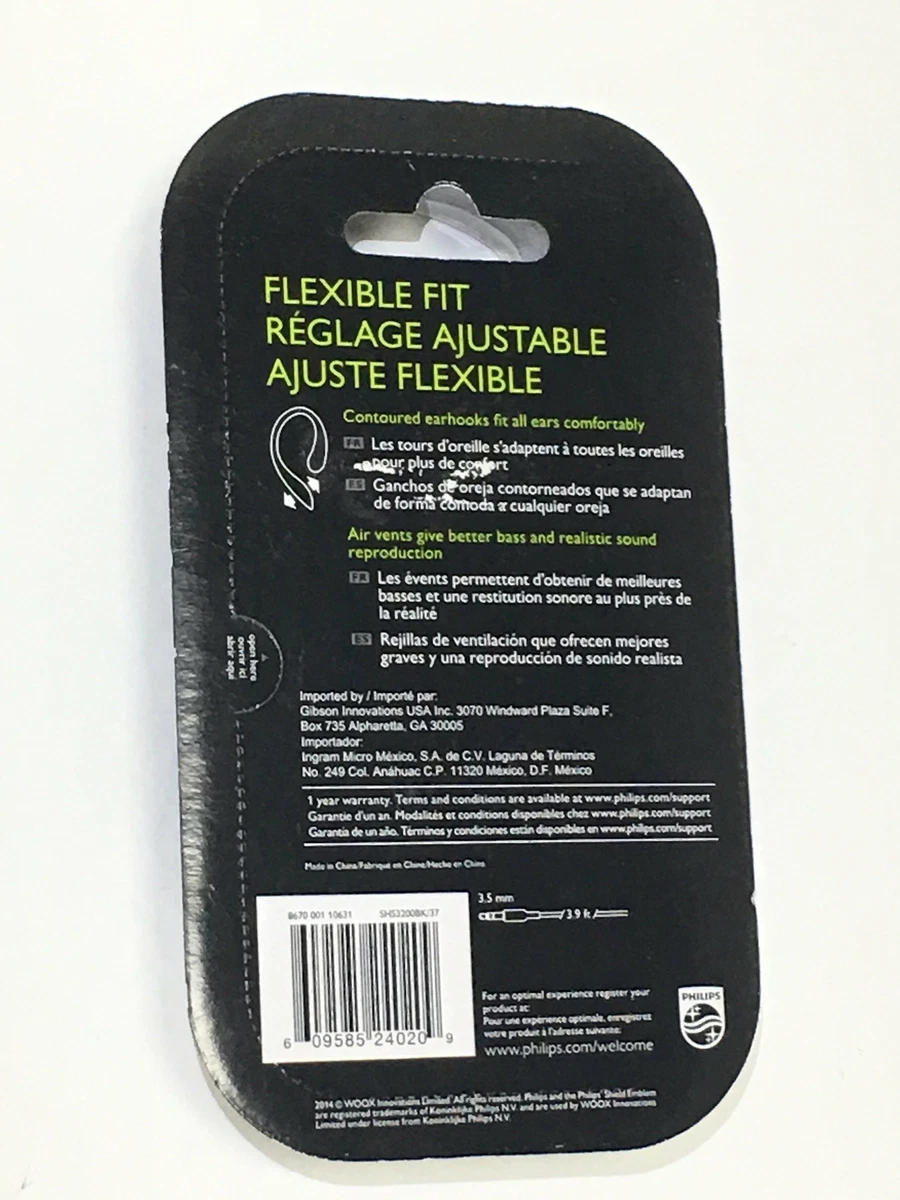 FLEXIBLE FIT
RÉGLAGE AJUSTABLE
AJUSTE FLEXIBLE
Contoured earhooks fit all ears comfortably
FR Les tours d'oreille s'adaptent à toutes les oreilles
pour plus de confort
ES Ganchos de oreja contorneados que se adaptan
de forma cómoda a cualquier oreja
Air vents give better bass and realistic sound
reproduction
FR Les évents permettent d'obtenir de meilleures
basses et une restitution sonore au plus près de
la réalité
ES Rejillas de ventilación que ofrecen mejores
graves y una reproducción de sonido realista
open here
ouvrir ici
abrir aquí
Imported by / Importé par:
Gibson Innovations USA Inc. 3070 Windward Plaza Suite F,
Box 735 Alpharetta, GA 30005
Importador:
Ingram Micro México, S.A. de C.V. Laguna de Términos
No. 249 Col. Anáhuac C.P. 11320 México, D.F. México
1 year warranty. Terms and conditions are available at www.philips.com/support
Garantie d'un an. Modalités et conditions disponibles chez www.philips.com/support
Garantía de un año. Términos y condiciones están disponibles en www.philips.com/support
Made in China/Fabriqué en Chine/Hecho en China
8670 001 10631 SHS3200BK/37
6 09585 24020 9
3.5 mm
3.9 ft
For an optimal experience register your
product at:
Pour une expérience optimale, enregistrez
votre produit à l'adresse suivante:
www.philips.com/welcome
PHILIPS
2014 © WOOX Innovations Limited. All rights reserved. Philips and the Philips' Shield Emblem
are registered trademarks of Koninklijke Philips N.V. and are used by WOOX Innovations
Limited under license from Koninklijke Philips N.V.